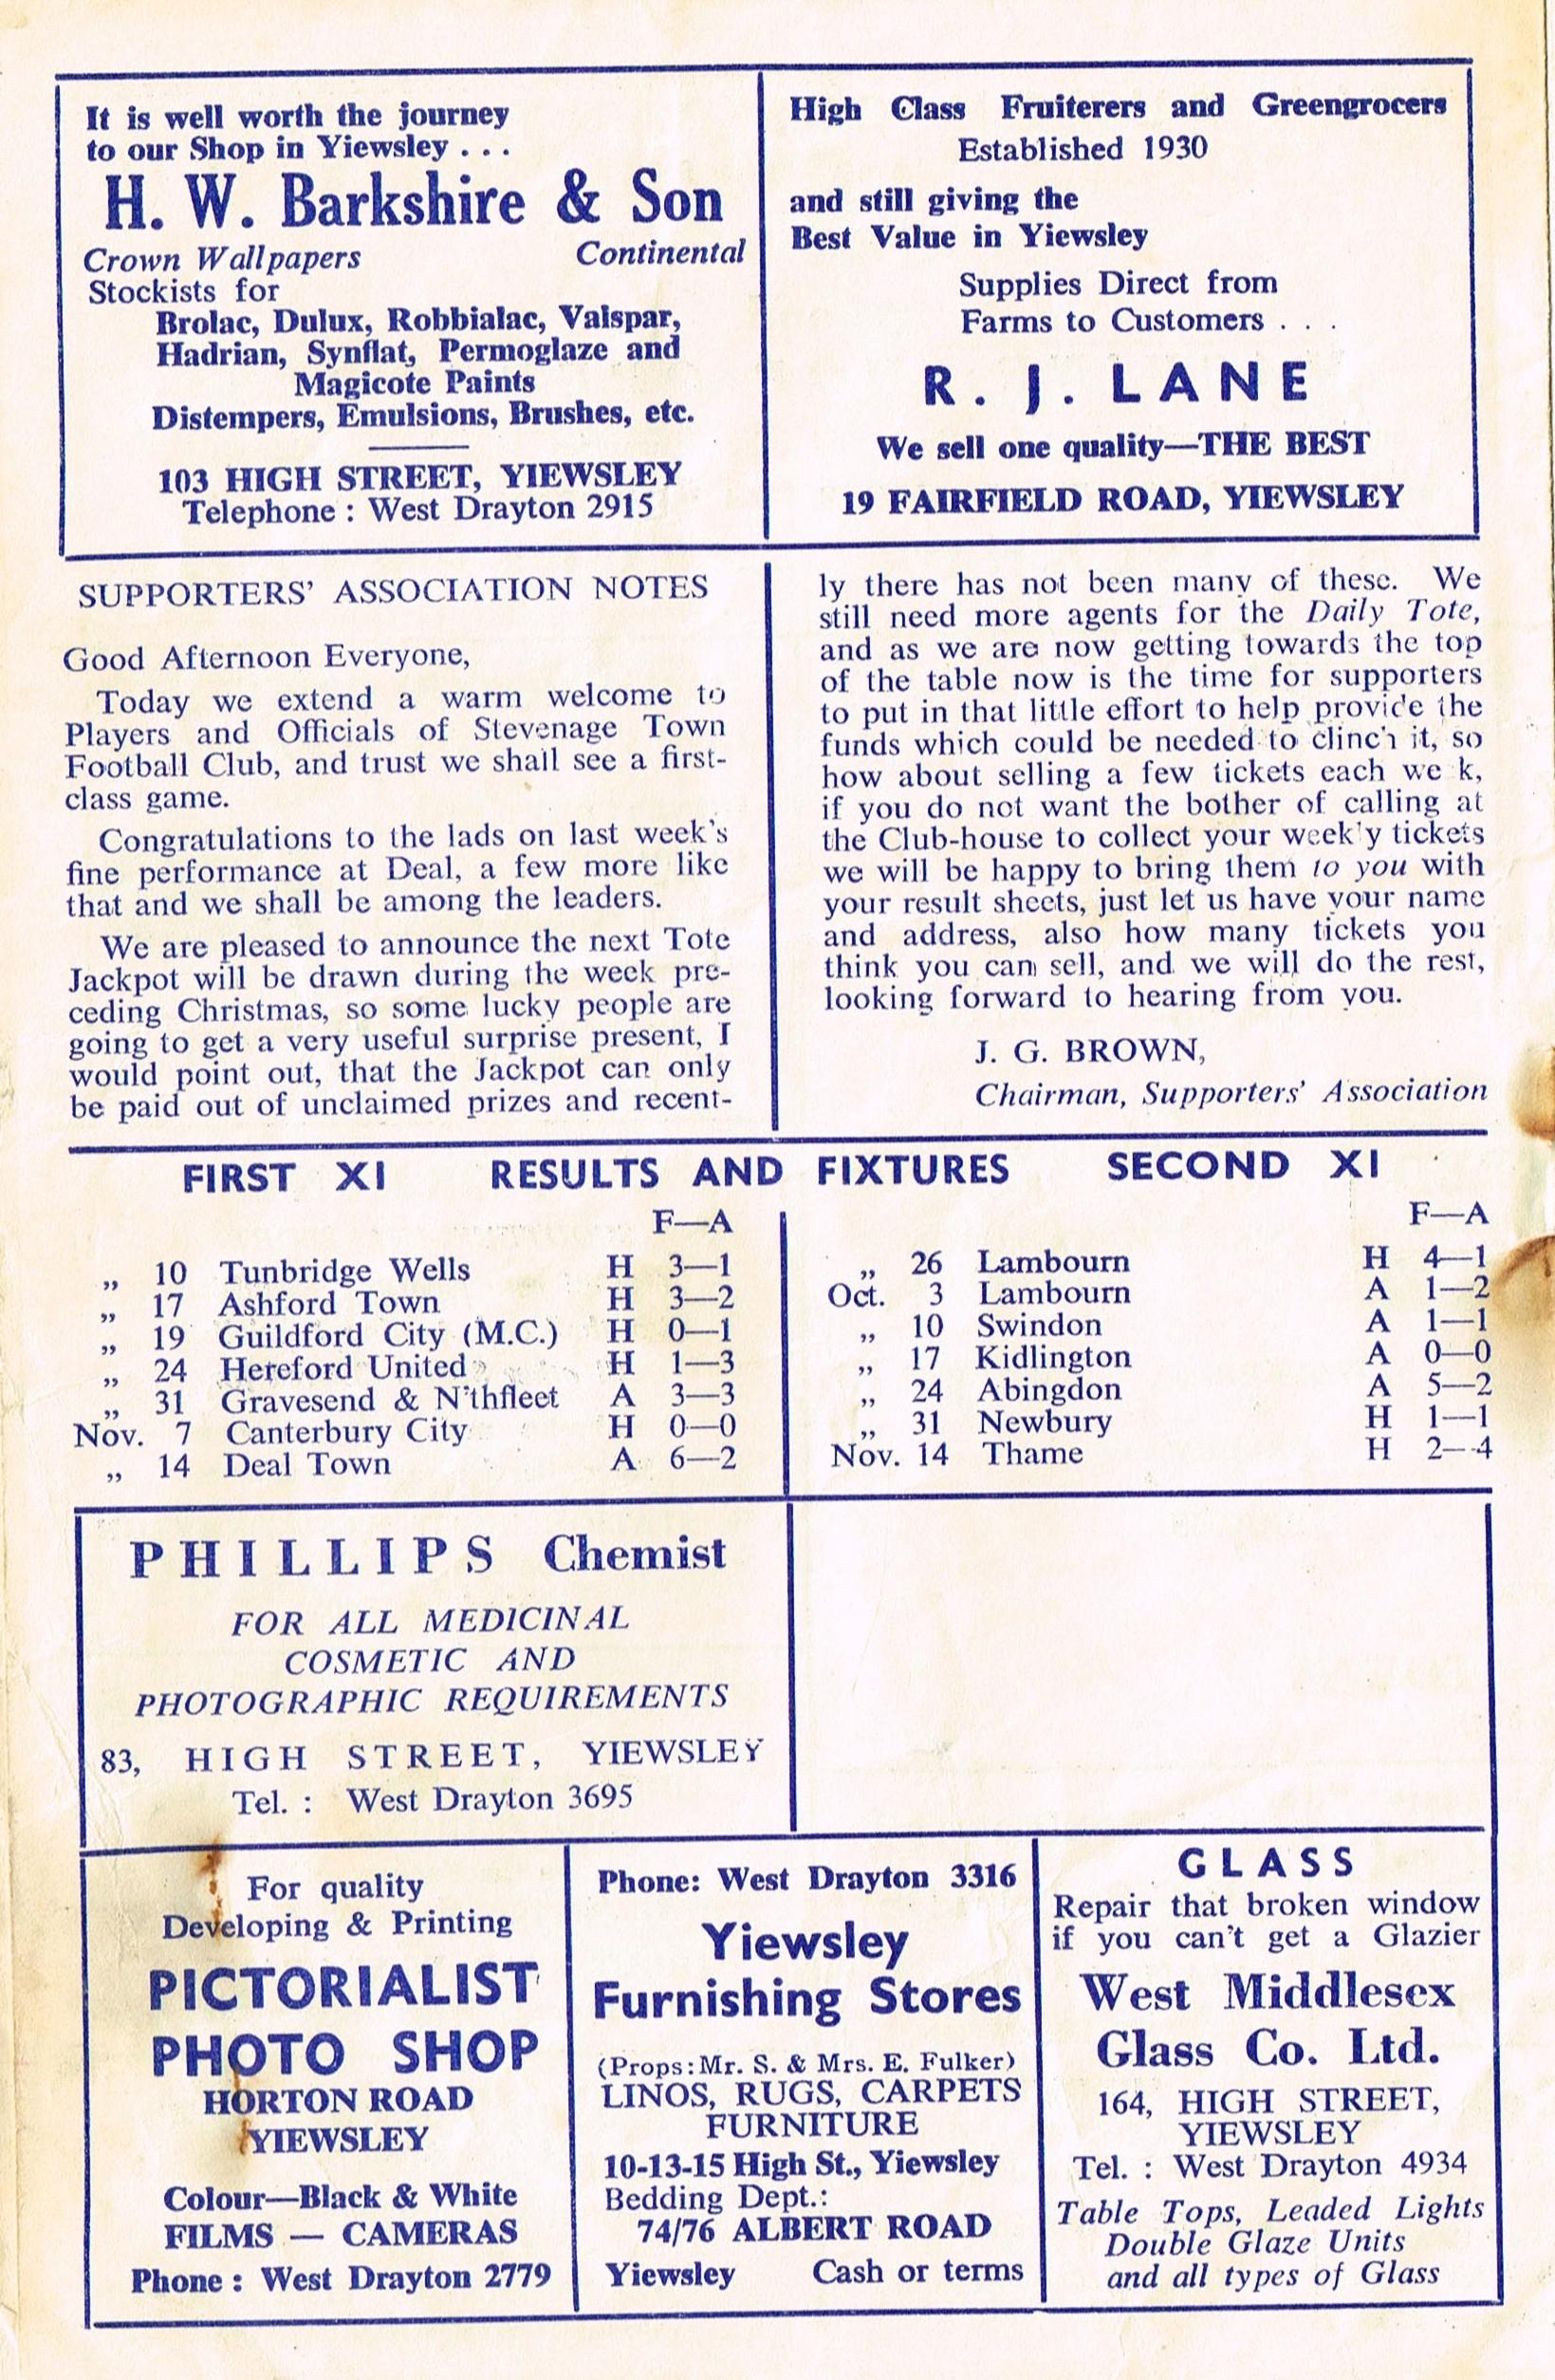 It is well worth the journey
to our Shop in Yiewsley . . .
H. W. Barkshire & Son
Crown Wallpapers Continental
Stockists for
Brolac, Dulux, Robbialac, Valspar,
Hadrian, Synflat, Permoglaze and
Magicote Paints
Distempers, Emulsions, Brushes, etc.
103 HIGH STREET, YIEWSLEY
Telephone : West Drayton 2915
High Class Fruiterers and Greengrocers
Established 1930
and still giving the
Best Value in Yiewsley
Supplies Direct from
Farms to Customers . . .
R. J. LANE
We sell one quality—THE BEST
19 FAIRFIELD ROAD, YIEWSLEY
SUPPORTERS' ASSOCIATION NOTES
Good Afternoon Everyone,
Today we extend a warm welcome to
Players and Officials of Stevenage Town
Football Club, and trust we shall see a first-
class game.
Congratulations to the lads on last week's
fine performance at Deal, a few more like
that and we shall be among the leaders.
We are pleased to announce the next Tote
Jackpot will be drawn during the week pre-
ceding Christmas, so some lucky people are
going to get a very useful surprise present, I
would point out, that the Jackpot can only
be paid out of unclaimed prizes and recent-
ly there has not been many of these. We
still need more agents for the Daily Tote,
and as we are now getting towards the top
of the table now is the time for supporters
to put in that little effort to help provide the
funds which could be needed to clinch it, so
how about selling a few tickets each we k,
if you do not want the bother of calling at
the Club-house to collect your weekly tickets
we will be happy to bring them to you with
your result sheets, just let us have your name
and address, also how many tickets you
think you can sell, and we will do the rest,
looking forward to hearing from you.
J. G. BROWN,
Chairman, Supporters' Association
FIRST XI RESULTS AND FIXTURES SECOND XI
F—A
„ 10 Tunbridge Wells H 3—1
„ 17 Ashford Town H 3—2
„ 19 Guildford City (M.C.) H 0—1
„ 24 Hereford United H 1—3
„ 31 Gravesend & N'thfleet A 3—3
Nov. 7 Canterbury City H 0—0
„ 14 Deal Town A 6—2
F—A
„ 26 Lambourn H 4—1
Oct. 3 Lambourn A 1—2
„ 10 Swindon A 1—1
„ 17 Kidlington A 0—0
„ 24 Abingdon A 5—2
„ 31 Newbury H 1—1
Nov. 14 Thame H 2—4
PHILLIPS Chemist
FOR ALL MEDICINAL
COSMETIC AND
PHOTOGRAPHIC REQUIREMENTS
83, HIGH STREET, YIEWSLEY
Tel. : West Drayton 3695
For quality
Developing & Printing
PICTORIALIST
PHOTO SHOP
HORTON ROAD
YIEWSLEY
Colour—Black & White
FILMS — CAMERAS
Phone : West Drayton 2779
Phone: West Drayton 3316
Yiewsley
Furnishing Stores
(Props:Mr. S. & Mrs. E. Fulker)
LINOS, RUGS, CARPETS
FURNITURE
10-13-15 High St., Yiewsley
Bedding Dept.:
74/76 ALBERT ROAD
Yiewsley Cash or terms
GLASS
Repair that broken window
if you can't get a Glazier
West Middlesex
Glass Co. Ltd.
164, HIGH STREET,
YIEWSLEY
Tel. : West Drayton 4934
Table Tops, Leaded Lights
Double Glaze Units
and all types of Glass